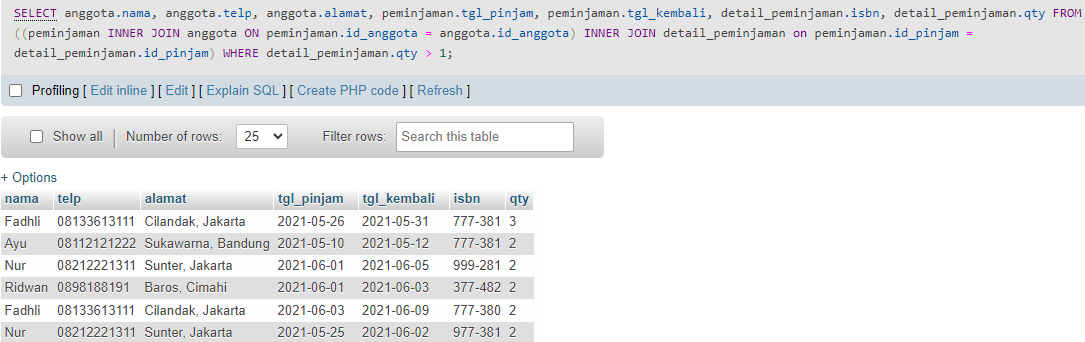 SELECT anggota.nama, anggota.telp, anggota.alamat, peminjaman.tgl_pinjam, peminjaman.tgl_kembali, detail_peminjaman.isbn, detail_peminjaman.qty FROM
((peminjaman INNER JOIN anggota ON peminjaman.id_anggota = anggota.id_anggota) INNER JOIN detail_peminjaman on peminjaman.id_pinjam =
detail_peminjaman.id_pinjam) WHERE detail_peminjaman.qty > 1;
Profiling [ Edit inline ] [ Edit ] [ Explain SQL ] [ Create PHP code ] [ Refresh ]
Show all | Number of rows: 25 Filter rows: Search this table
+ Options
nama telp alamat tgl_pinjam tgl_kembali isbn qty
Fadhli 08133613111 Cilandak, Jakarta 2021-05-26 2021-05-31 777-381 3
Ayu 08112121222 Sukawarna, Bandung 2021-05-10 2021-05-12 777-381 2
Nur 08212221311 Sunter, Jakarta 2021-06-01 2021-06-05 999-281 2
Ridwan 0898188191 Baros, Cimahi 2021-06-01 2021-06-03 377-482 2
Fadhli 08133613111 Cilandak, Jakarta 2021-06-03 2021-06-09 777-380 2
Nur 08212221311 Sunter, Jakarta 2021-05-25 2021-06-02 977-381 2